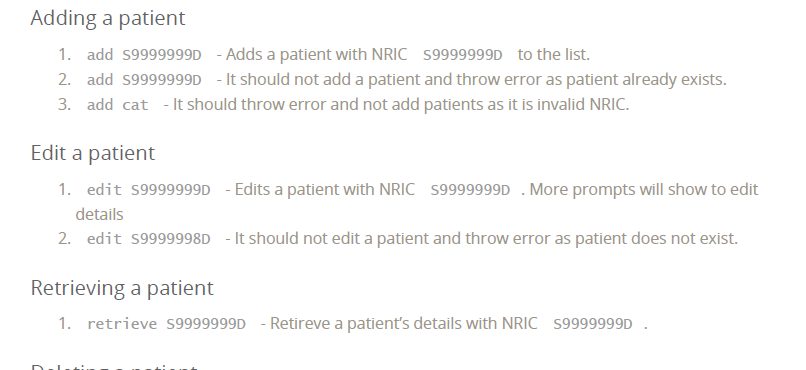 Adding a patient
1. add S9999999D - Adds a patient with NRIC S9999999D to the list.
2. add S9999999D - It should not add a patient and throw error as patient already exists.
3. add cat - It should throw error and not add patients as it is invalid NRIC.
Edit a patient
1. edit S9999999D - Edits a patient with NRIC S9999999D . More prompts will show to edit
details
2. edit S9999998D - It should not edit a patient and throw error as patient does not exist.
Retrieving a patient
1. retrieve S9999999D - Retireve a patient’s details with NRIC S9999999D .
Deleting a patient